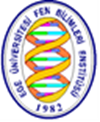 EGE ÜNİVERSİTESİ FEN BİLİMLERİ ENSTİTÜSÜ
1982